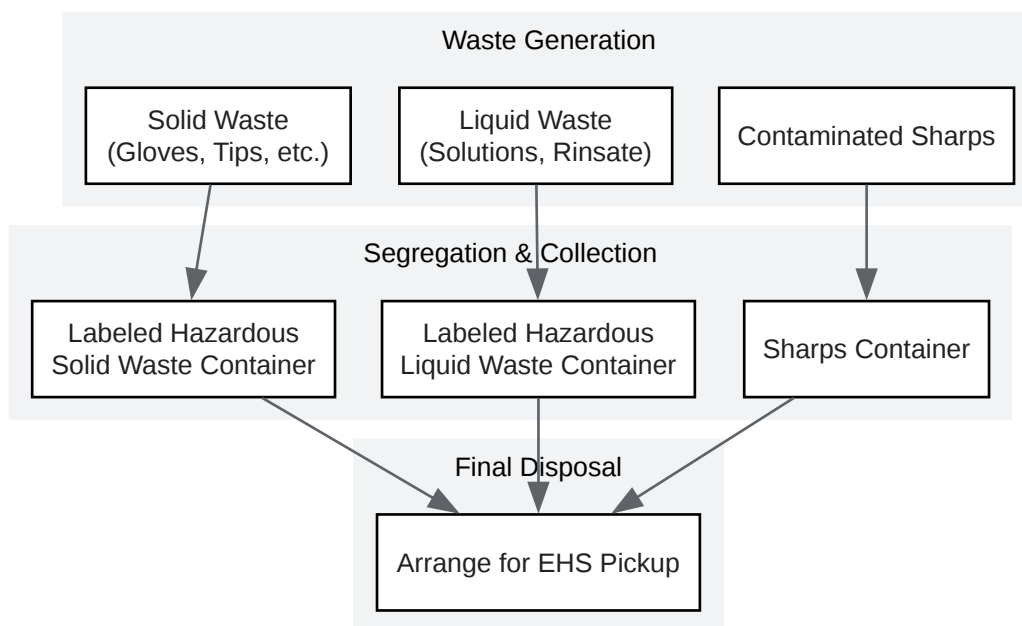 Waste Generation
Solid Waste
(Gloves, Tips, etc.)
Liquid Waste
(Solutions, Rinsate)
Contaminated Sharps
Segregation & Collection
Labeled Hazardous
Solid Waste Container
Labeled Hazardous
Liquid Waste Container
Sharps Container
Final Disposal
Arrange for EHS Pickup